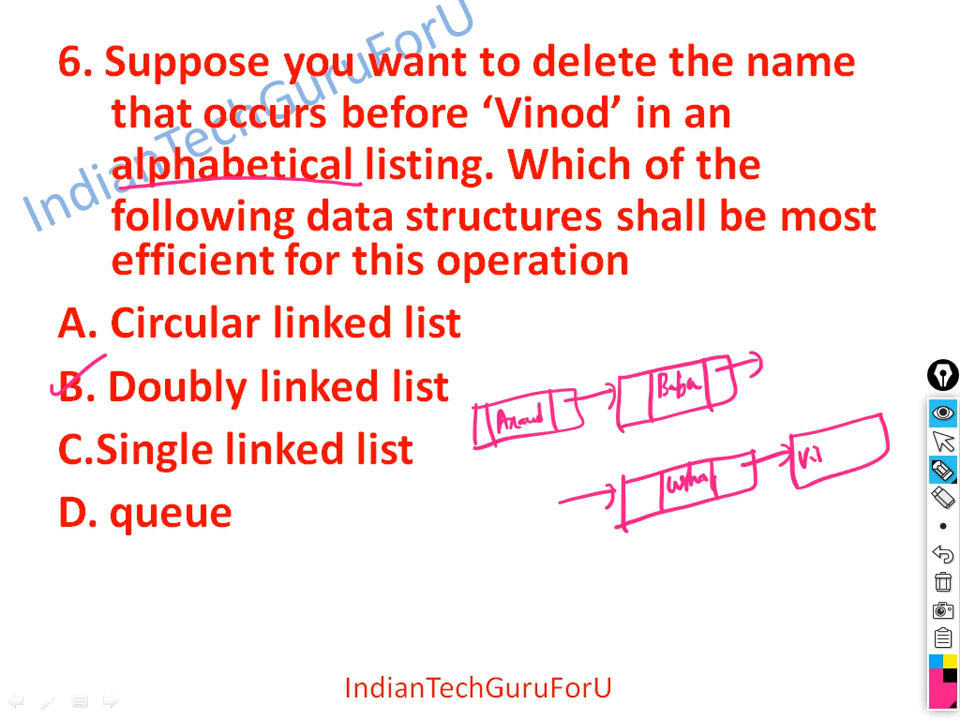 6. Suppose you want to delete the name
that occurs before ‘Vinod’ in an
alphabetical listing. Which of the
following data structures shall be most
efficient for this operation
A. Circular linked list
B. Doubly linked list
C.Single linked list
D. queue
IndianTechGuruForU
IndianTechGuruForU